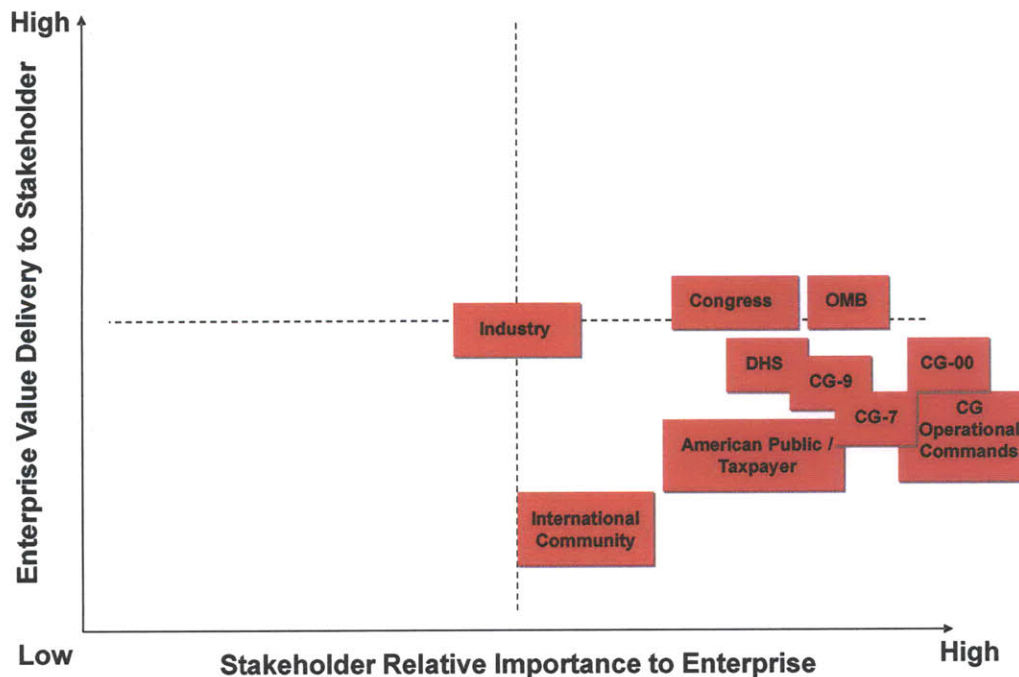 High
Enterprise Value Delivery to Stakeholder
Congress
OMB
Industry
DHS
CG-9
CG-00
CG-7
CG
Operational
Commands
American Public /
Taxpayer
International
Community
Low
Stakeholder Relative Importance to Enterprise
High